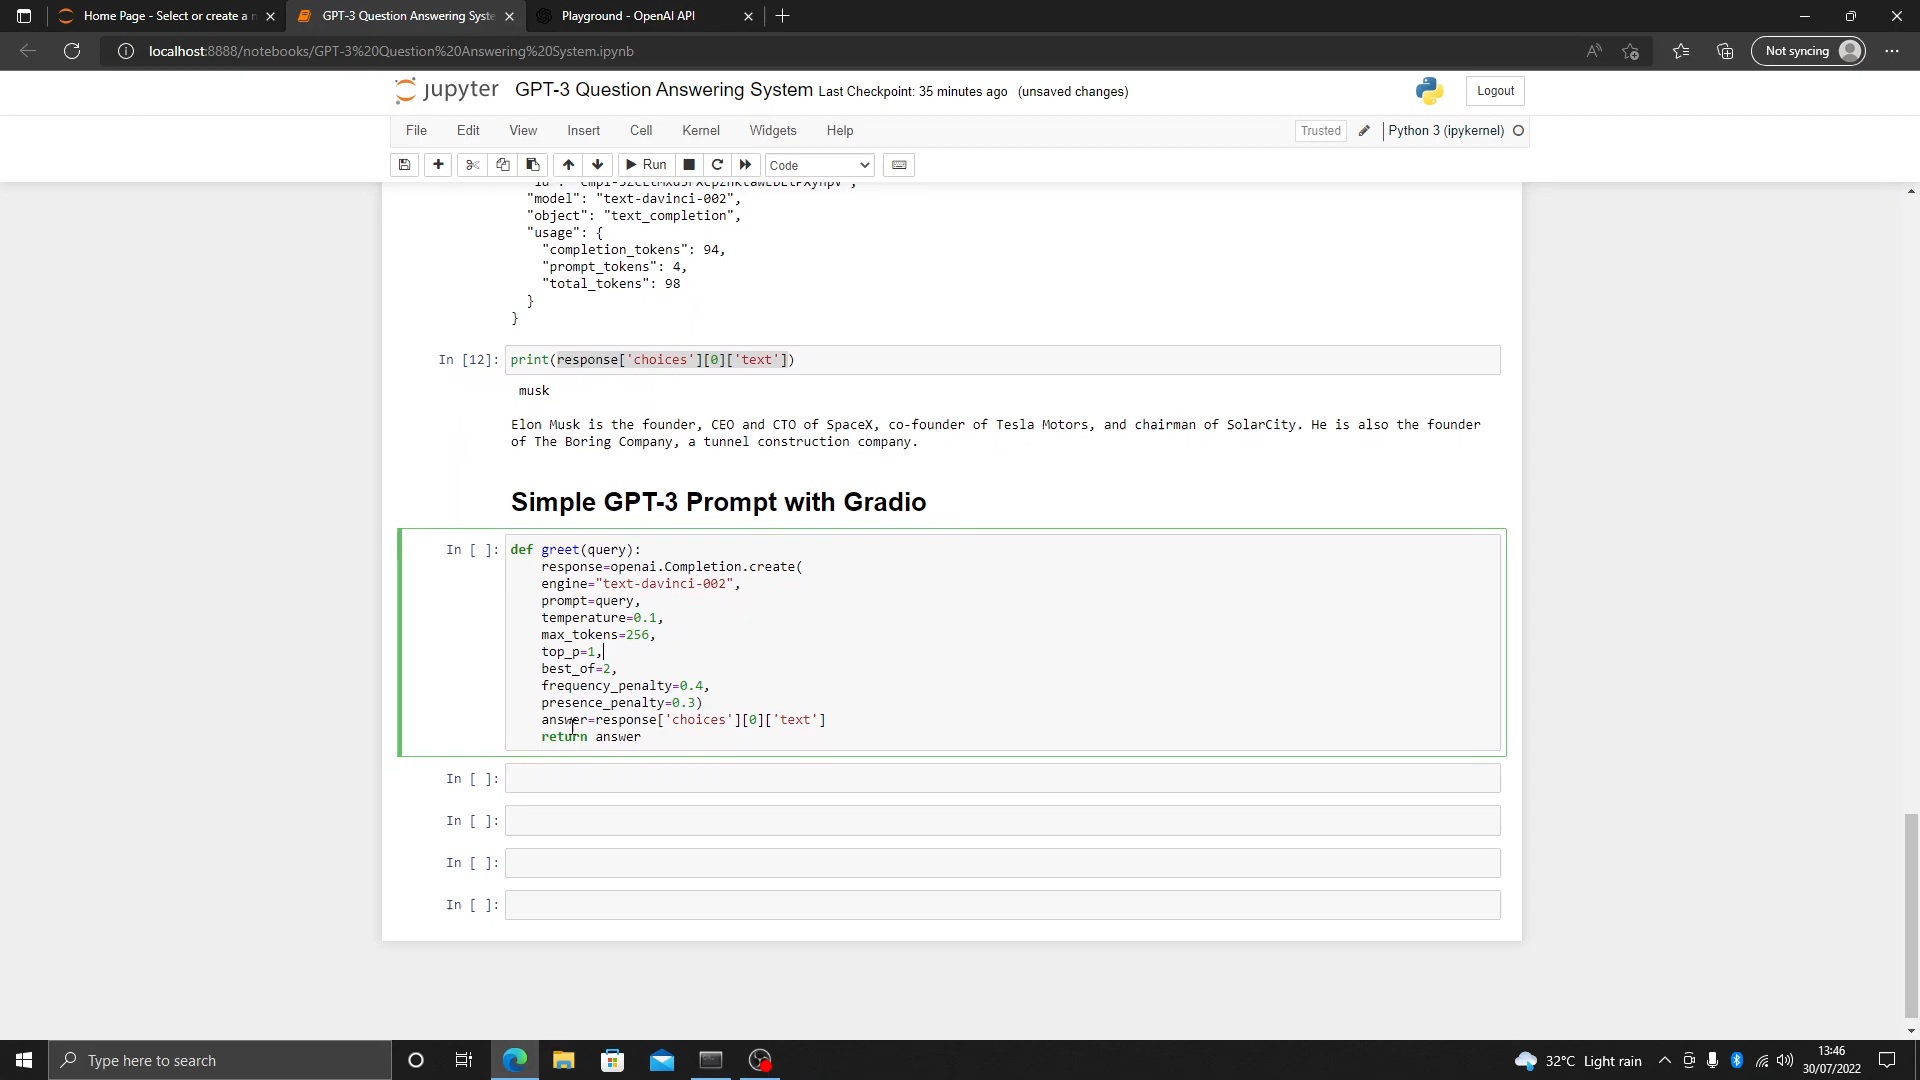 Home Page - Select or create a n
GPT-3 Question Answering Syste
Playground - OpenAI API
localhost:8888/notebooks/GPT-3%20Question%20Answering%20System.ipynb
Not syncing
jupyter GPT-3 Question Answering System Last Checkpoint: 35 minutes ago (unsaved changes)
Logout
File Edit View Insert Cell Kernel Widgets Help
Trusted
Python 3 (ipykernel)
Run
Code
"model": "text-davinci-002",
"object": "text_completion",
"usage": {
"completion_tokens": 94,
"prompt_tokens": 4,
"total_tokens": 98
}
}
In [12]: print(response['choices'][0]['text'])
musk
Elon Musk is the founder, CEO and CTO of SpaceX, co-founder of Tesla Motors, and chairman of SolarCity. He is also the founder
of The Boring Company, a tunnel construction company.
Simple GPT-3 Prompt with Gradio
In [ ]: def greet(query):
response=openai.Completion.create(
engine="text-davinci-002",
prompt=query,
temperature=0.1,
max_tokens=256,
top_p=1,
best_of=2,
frequency_penalty=0.4,
presence_penalty=0.3)
answer=response['choices'][0]['text']
return answer
In [ ]:
In [ ]:
In [ ]:
In [ ]:
Type here to search
32°C Light rain
13:46
30/07/2022